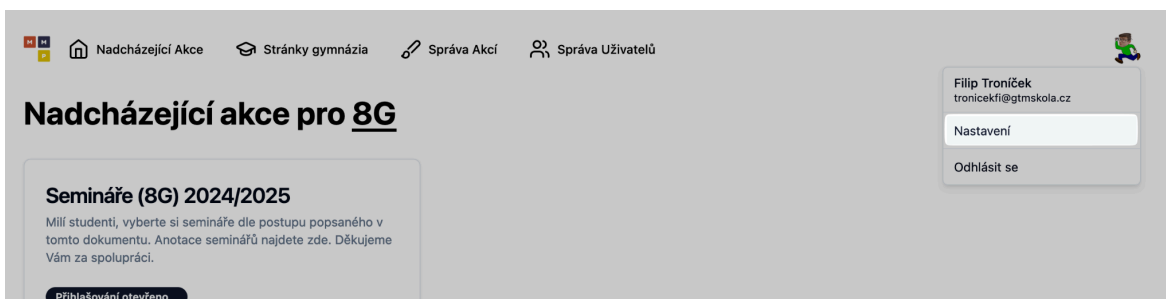 M M
P
Nadcházející Akce Stránky gymnázia Správa Akcí Správa Uživatelů
Filip Troníček
tronicekfi@gtmskola.cz
Nastavení
Odhlásit se
Nadcházející akce pro 8G
Semináře (8G) 2024/2025
Milí studenti, vyberte si semináře dle postupu popsaného v
tomto dokumentu. Anotace seminářů najdete zde. Děkujeme
Vám za spolupráci.
Přihlašování otevřeno